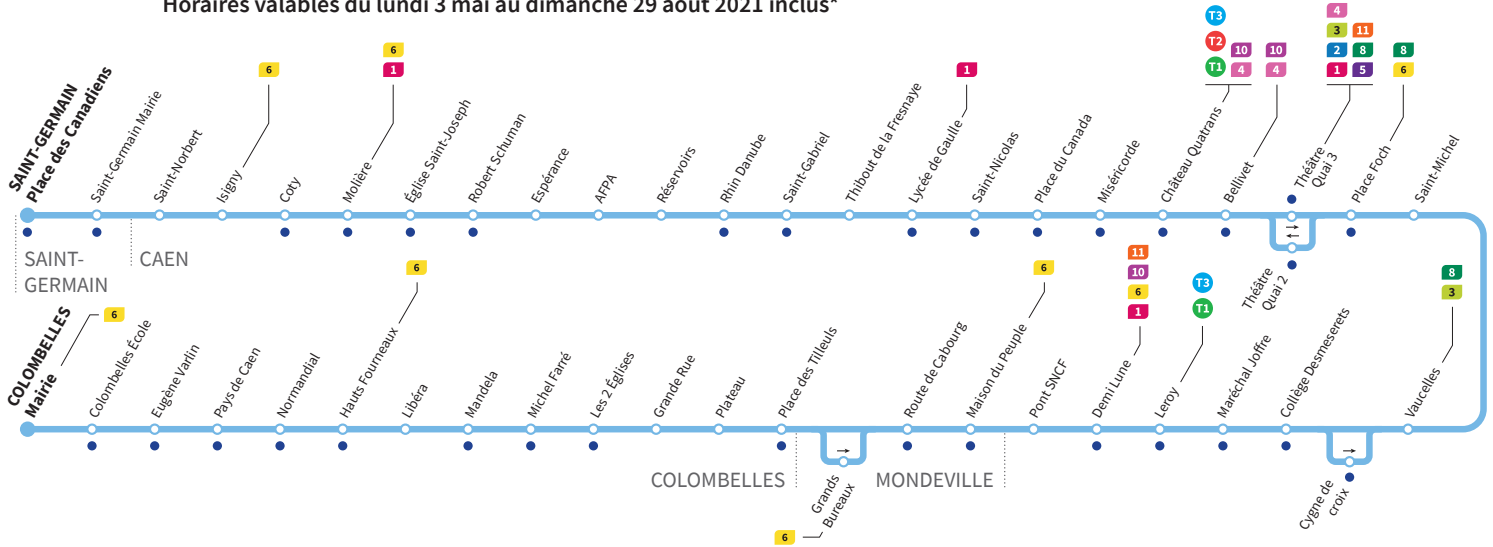 Horaires valables du lundi 3 mai au dimanche 29 août 2021 inclus*
SAINT-GERMAIN
Place des Canadiens
Saint-Germain Mairie
Saint-Norbert
Isigny
6
Coty
Molière
6
1
Église Saint-Joseph
Robert Schuman
Espérance
AFPA
Réservoirs
Rhin Danube
Saint-Gabriel
Thibout de la Fresnaye
Lycée de Gaulle
1
Saint-Nicolas
Place du Canada
Miséricorde
Château Quatrans
T3
T2
T1
10
4
Bellivet
10
4
Théâtre
Quai 3
4
3
11
2
8
1
5
Théâtre
Quai 2
Place Foch
8
6
Saint-Michel
SAINT-
GERMAIN
CAEN
Vaucelles
8
3
Cygne de
croix
Collège Desmeserets
Maréchal Joffre
Leroy
T3
T1
Demi Lune
11
10
6
1
Pont SNCF
Maison du Peuple
6
Route de Cabourg
Grands
Bureaux
6
Place des Tilleuls
Plateau
Grande Rue
Les 2 Églises
Michel Farré
Mandela
Libéra
Hauts Fourneaux
6
Normandial
Pays de Caen
Eugène Varlin
Colombelles École
COLOMBELLES
Mairie
6
COLOMBELLES
MONDEVILLE